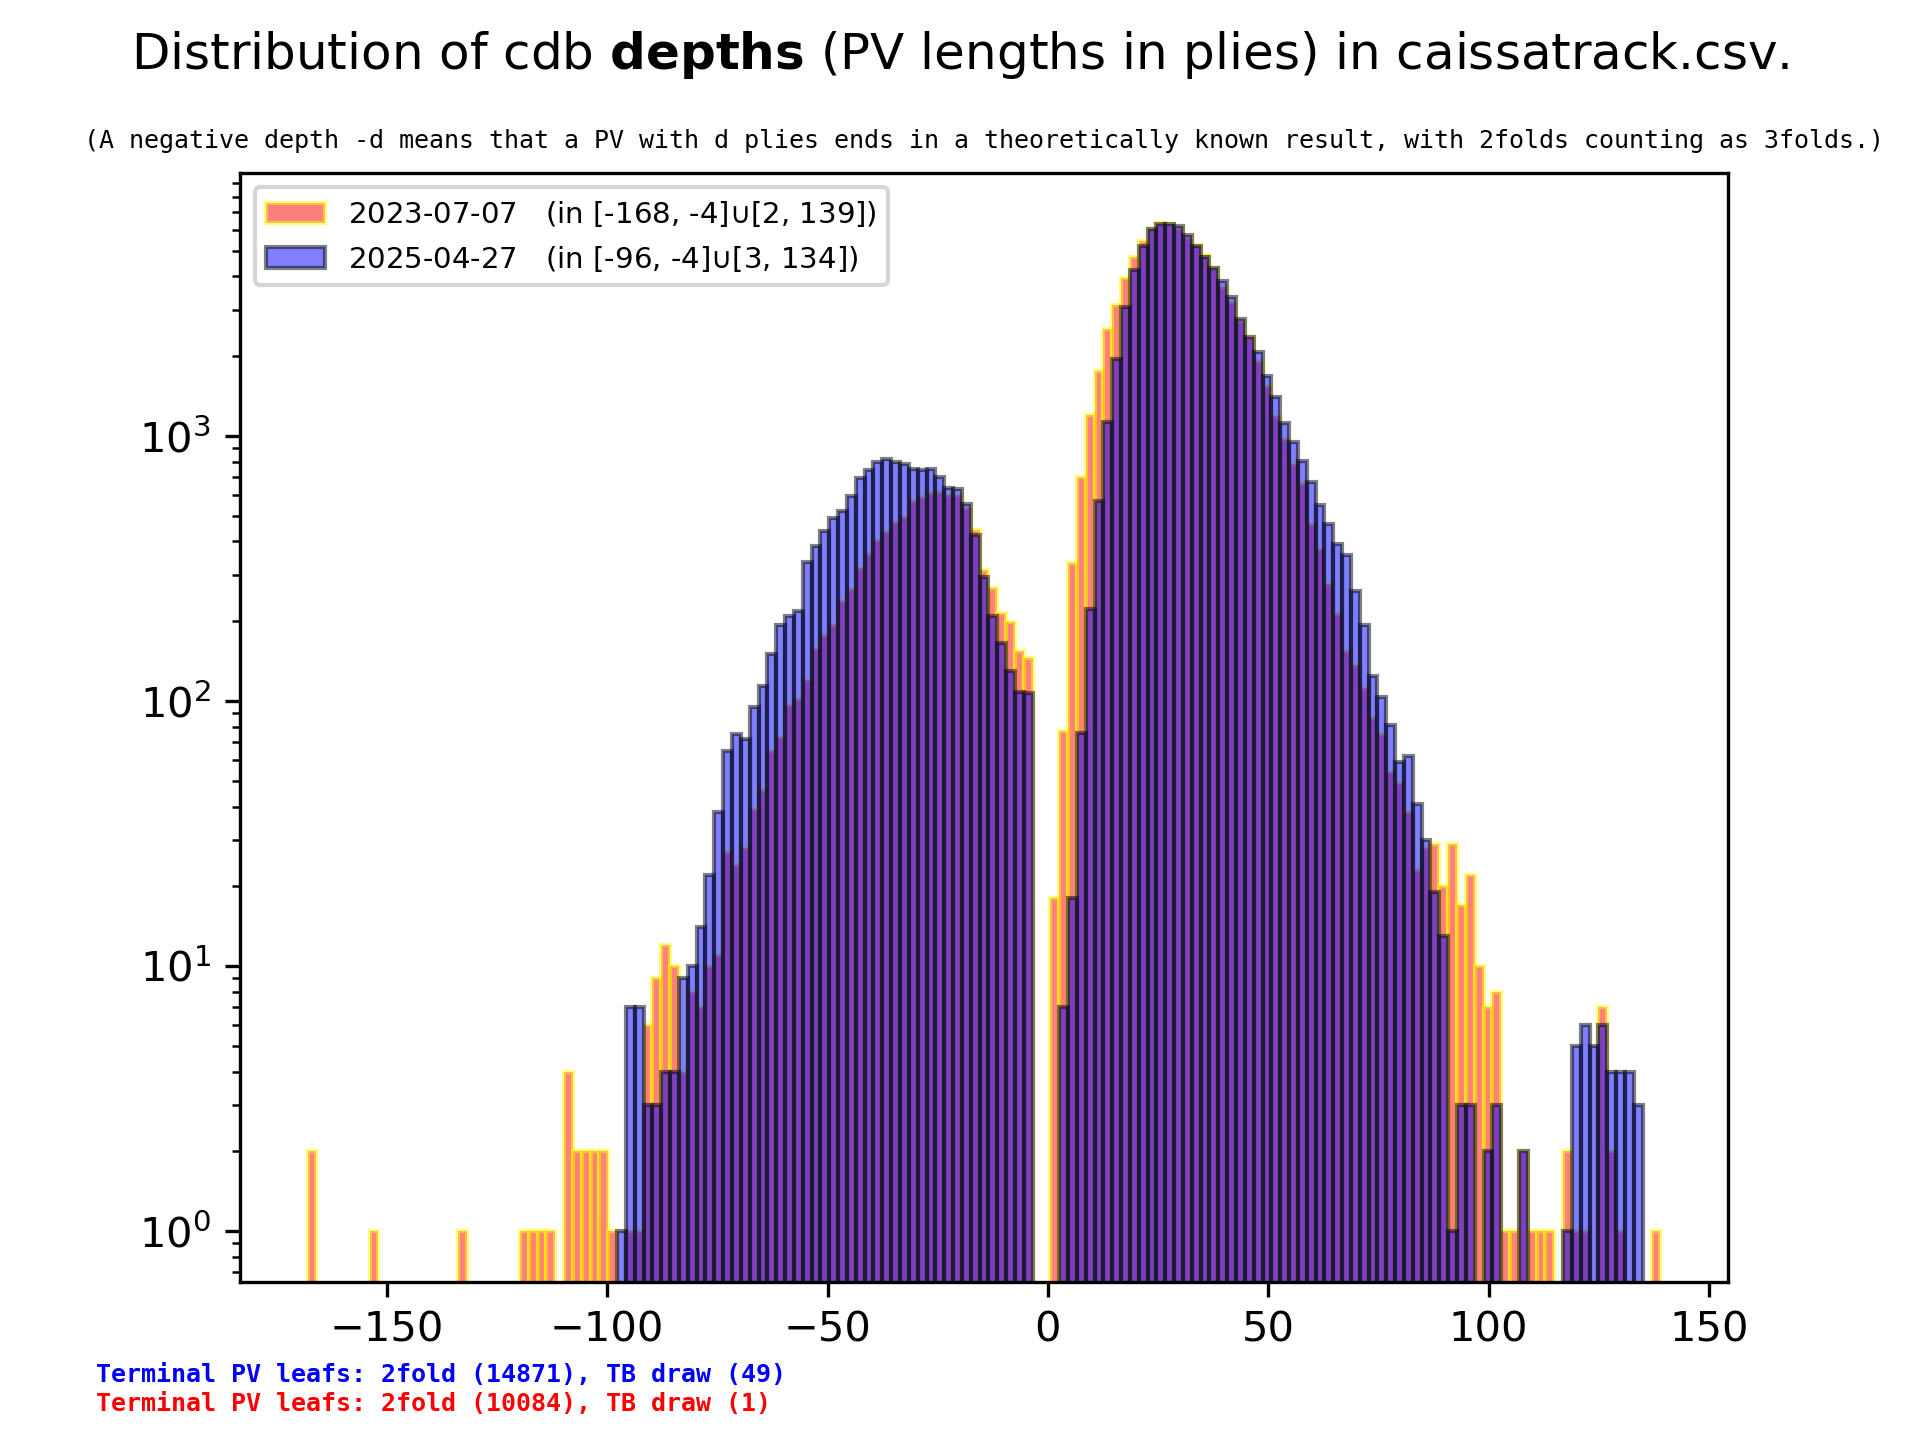 Distribution of cdb depths (PV lengths in plies) in caissatrack.csv.
(A negative depth -d means that a PV with d plies ends in a theoretically known result, with 2folds counting as 3folds.)
2023-07-07 (in [-168, -4]∪[2, 139])
2025-04-27 (in [-96, -4]∪[3, 134])
10³
10²
10¹
10⁰
−150 −100 −50 0 50 100 150
Terminal PV leafs: 2fold (14871), TB draw (49)
Terminal PV leafs: 2fold (10084), TB draw (1)